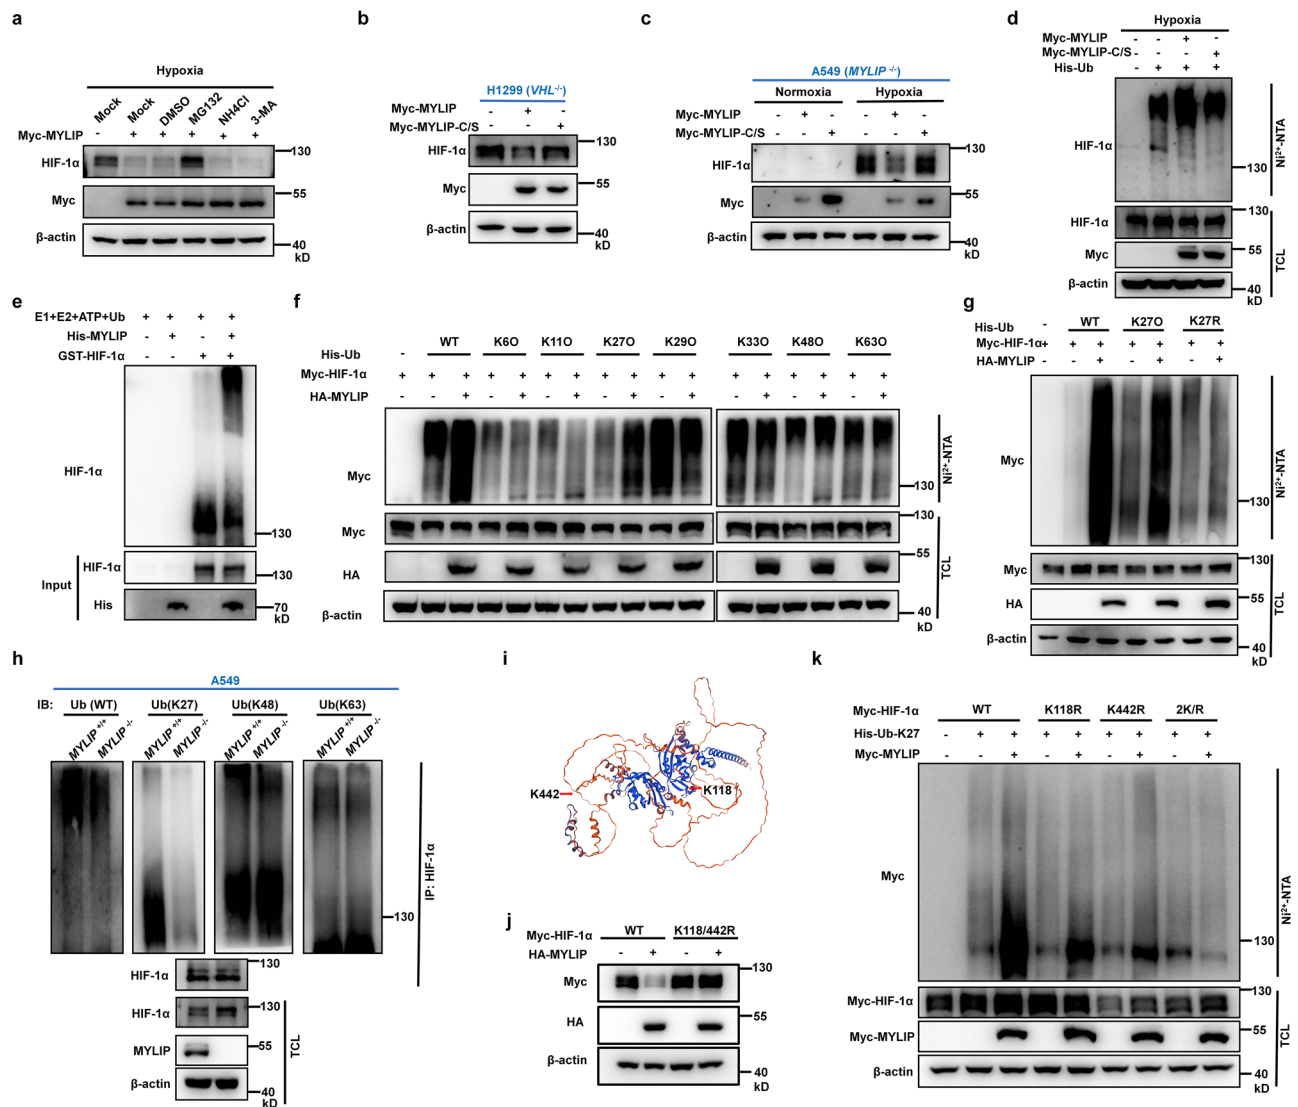 a
Hypoxia
Mock
Mock
DMSO
MG132
NH4Cl
3-MA
Myc-MYLIP - + + + + +
HIF-1α
130
Myc
55
β-actin
40
kD
b
H1299 (VHL-/-)
Myc-MYLIP - + -
Myc-MYLIP-C/S - - +
HIF-1α
130
Myc
55
β-actin
40
kD
c
A549 (MYLIP -/-)
Normoxia Hypoxia
Myc-MYLIP - + - - + -
Myc-MYLIP-C/S - - + - - +
HIF-1α
130
Myc
55
β-actin
40
kD
d
Hypoxia
Myc-MYLIP - - + -
Myc-MYLIP-C/S - - - +
His-Ub - + + +
HIF-1α
130
Ni2+-NTA
HIF-1α
130
Myc
55
β-actin
40
kD
TCL
e
E1+E2+ATP+Ub + + + +
His-MYLIP - + - +
GST-HIF-1α - - + +
HIF-1α
130
Input
HIF-1α
130
His
70
kD
f
WT K6O K11O K27O K29O K33O K48O K63O
His-Ub -
Myc-HIF-1α + + + + + + + + + + + + + + + + +
HA-MYLIP - - + - + - + - + - + - + - + - +
Myc
130
Ni2+-NTA
Myc
130
HA
55
β-actin
40
kD
TCL
g
WT K27O K27R
His-Ub -
Myc-HIF-1α + + + + + + +
HA-MYLIP - - + - + - +
Myc
130
Ni2+-NTA
Myc
130
HA
55
β-actin
40
kD
TCL
h
A549
IB: Ub (WT) Ub(K27) Ub(K48) Ub(K63)
MYLIP+/+ MYLIP-/- MYLIP+/+ MYLIP-/- MYLIP+/+ MYLIP-/- MYLIP+/+ MYLIP-/-
130
IP: HIF-1α
HIF-1α
130
HIF-1α
130
MYLIP
55
β-actin
40
kD
TCL
i
K442
K118
j
Myc-HIF-1α WT K118/442R
HA-MYLIP - + - +
Myc
130
HA
55
β-actin
40
kD
k
Myc-HIF-1α WT K118R K442R 2K/R
His-Ub-K27 - + + + + + + + +
Myc-MYLIP - - + - + - + - +
Myc
130
Ni2+-NTA
Myc-HIF-1α
130
Myc-MYLIP
55
β-actin
40
kD
TCL